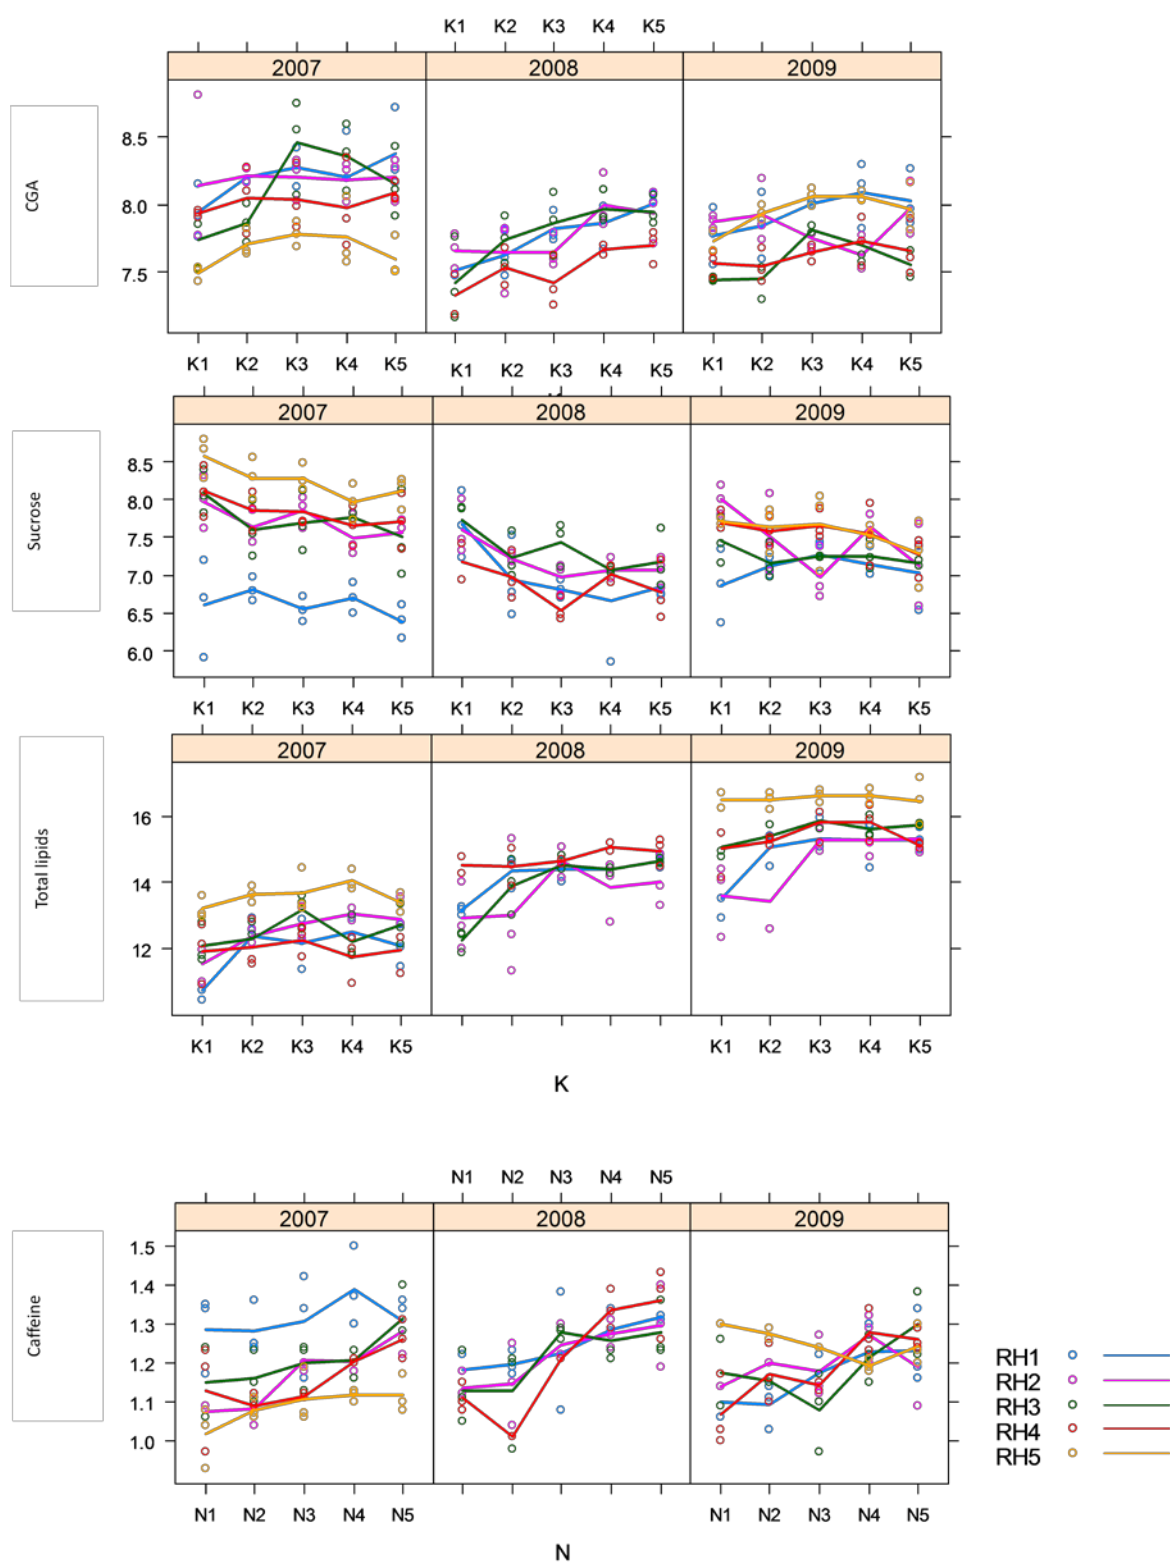 K1 K2 K3 K4 K5
2007 2008 2009
CGA
8.5
8.0
7.5
K1 K2 K3 K4 K5 K1 K2 K3 K4 K5 K1 K2 K3 K4 K5
2007 2008 2009
Sucrose
8.5
8.0
7.5
7.0
6.5
6.0
K1 K2 K3 K4 K5 K1 K2 K3 K4 K5 K1 K2 K3 K4 K5
2007 2008 2009
Total lipids
16
14
12
K1 K2 K3 K4 K5 K1 K2 K3 K4 K5
K
N1 N2 N3 N4 N5
2007 2008 2009
Caffeine
1.5
1.4
1.3
1.2
1.1
1.0
N1 N2 N3 N4 N5 N1 N2 N3 N4 N5
N
RH1
RH2
RH3
RH4
RH5